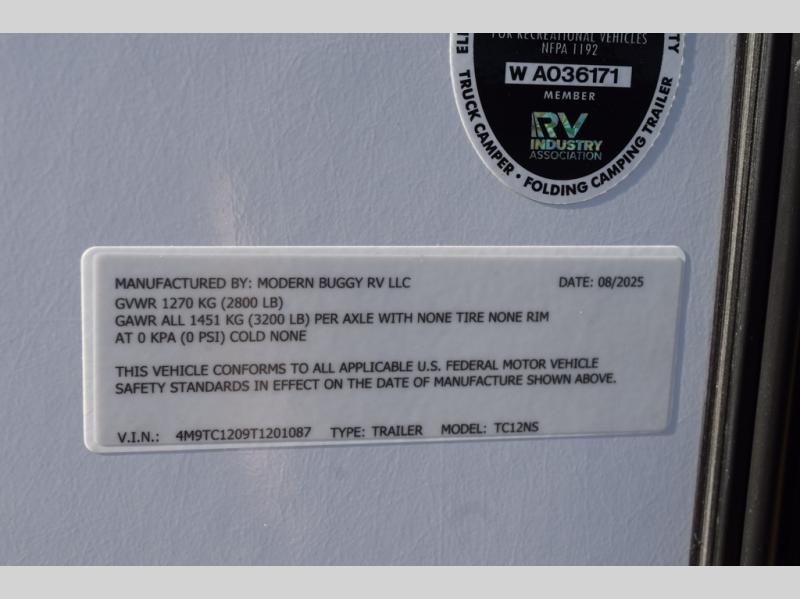 FOR RECREATIONAL VEHICLES
NFPA 1192
W A036171
MEMBER
RV
INDUSTRY
ASSOCIATION
TRUCK CAMPER • FOLDING CAMPING TRAILER
MANUFACTURED BY: MODERN BUGGY RV LLC DATE: 08/2025
GVWR 1270 KG (2800 LB)
GAWR ALL 1451 KG (3200 LB) PER AXLE WITH NONE TIRE NONE RIM
AT 0 KPA (0 PSI) COLD NONE
THIS VEHICLE CONFORMS TO ALL APPLICABLE U.S. FEDERAL MOTOR VEHICLE
SAFETY STANDARDS IN EFFECT ON THE DATE OF MANUFACTURE SHOWN ABOVE.
V.I.N.: 4M9TC1209T1201087 TYPE: TRAILER MODEL: TC12NS